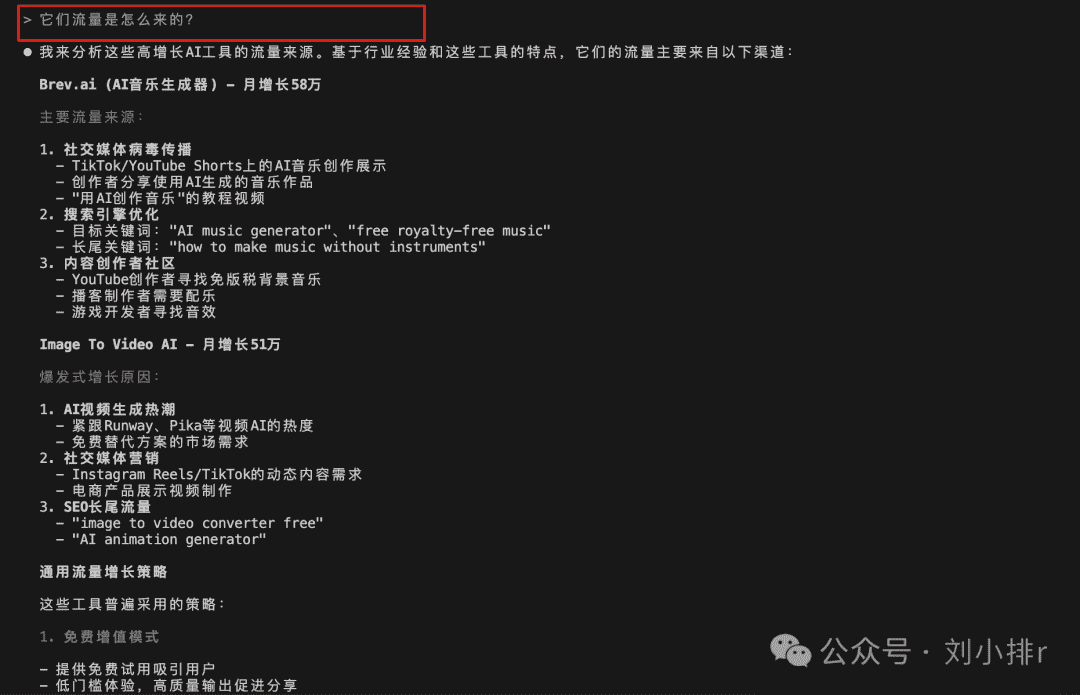 > 它们流量是怎么来的?
● 我来分析这些高增长AI工具的流量来源。基于行业经验和这些工具的特点，它们的流量主要来自以下渠道：
Brev.ai (AI音乐生成器) - 月增长58万
主要流量来源：
1. 社交媒体病毒传播
- TikTok/YouTube Shorts上的AI音乐创作展示
- 创作者分享使用AI生成的音乐作品
- "用AI创作音乐"的教程视频
2. 搜索引擎优化
- 目标关键词："AI music generator"、"free royalty-free music"
- 长尾关键词："how to make music without instruments"
3. 内容创作者社区
- YouTube创作者寻找免版税背景音乐
- 播客制作者需要配乐
- 游戏开发者寻找音效
Image To Video AI - 月增长51万
爆发式增长原因：
1. AI视频生成热潮
- 紧跟Runway、Pika等视频AI的热度
- 免费替代方案的市场需求
2. 社交媒体营销
- Instagram Reels/TikTok的动态内容需求
- 电商产品展示视频制作
3. SEO长尾流量
- "image to video converter free"
- "AI animation generator"
通用流量增长策略
这些工具普遍采用的策略：
1. 免费增值模式
- 提供免费试用吸引用户
- 低门槛体验，高质量输出促进分享
公众号 · 刘小排r